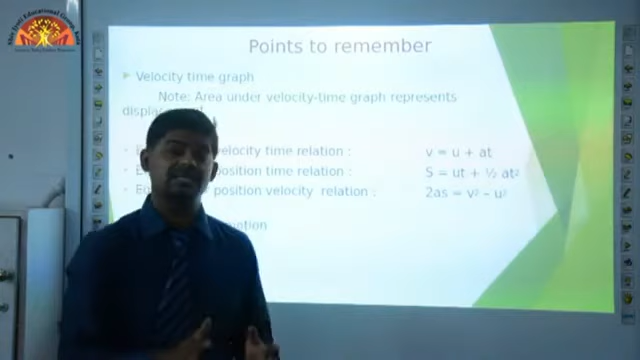 Points to remember
Velocity time graph
Note: Area under velocity-time graph represents
velocity time relation : v = u + at
position time relation : S = ut + ½ at²
position velocity relation : 2as = v² – u²